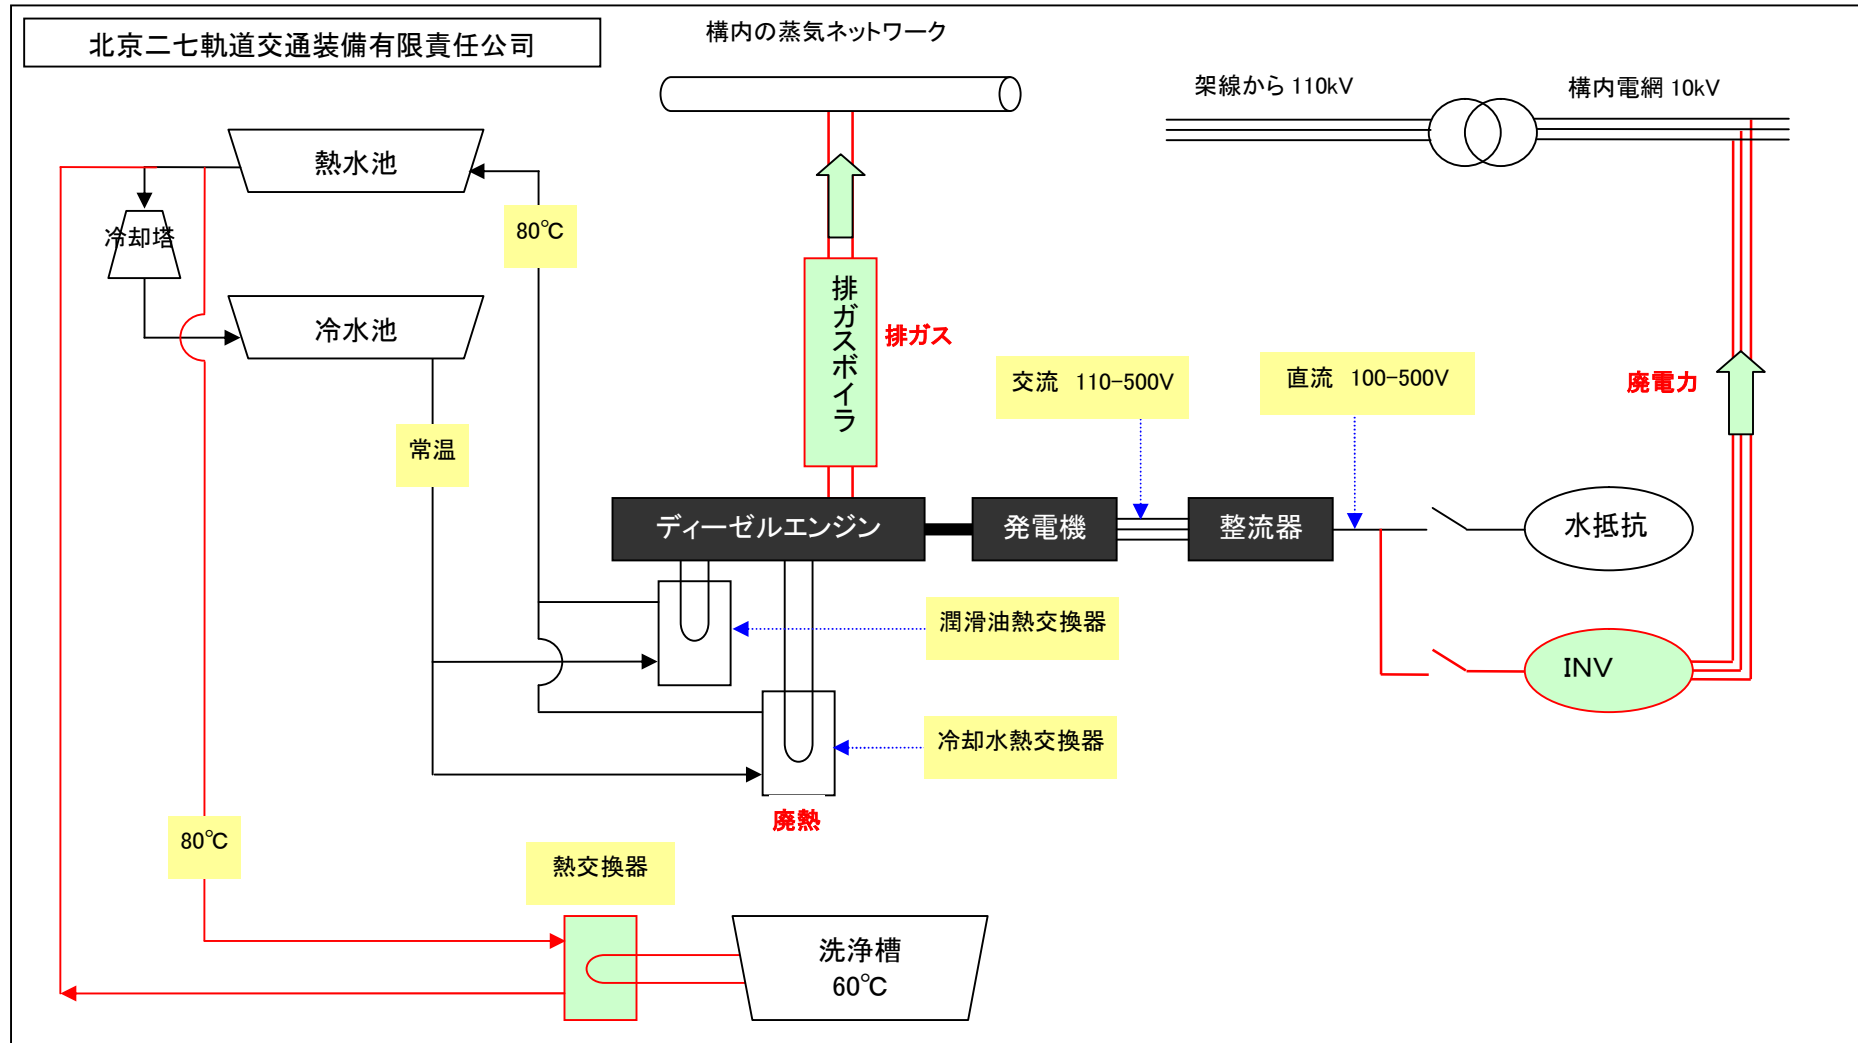 北京二七軌道交通装備有限責任公司
構内の蒸気ネットワーク
架線から 110kV
構内電網 10kV
熱水池
冷却塔
80℃
冷水池
排ガスボイラ
排ガス
交流 110-500V
直流 100-500V
廃電力
常温
ディーゼルエンジン
発電機
整流器
水抵抗
潤滑油熱交換器
INV
冷却水熱交換器
廃熱
80℃
熱交換器
洗浄槽
60℃